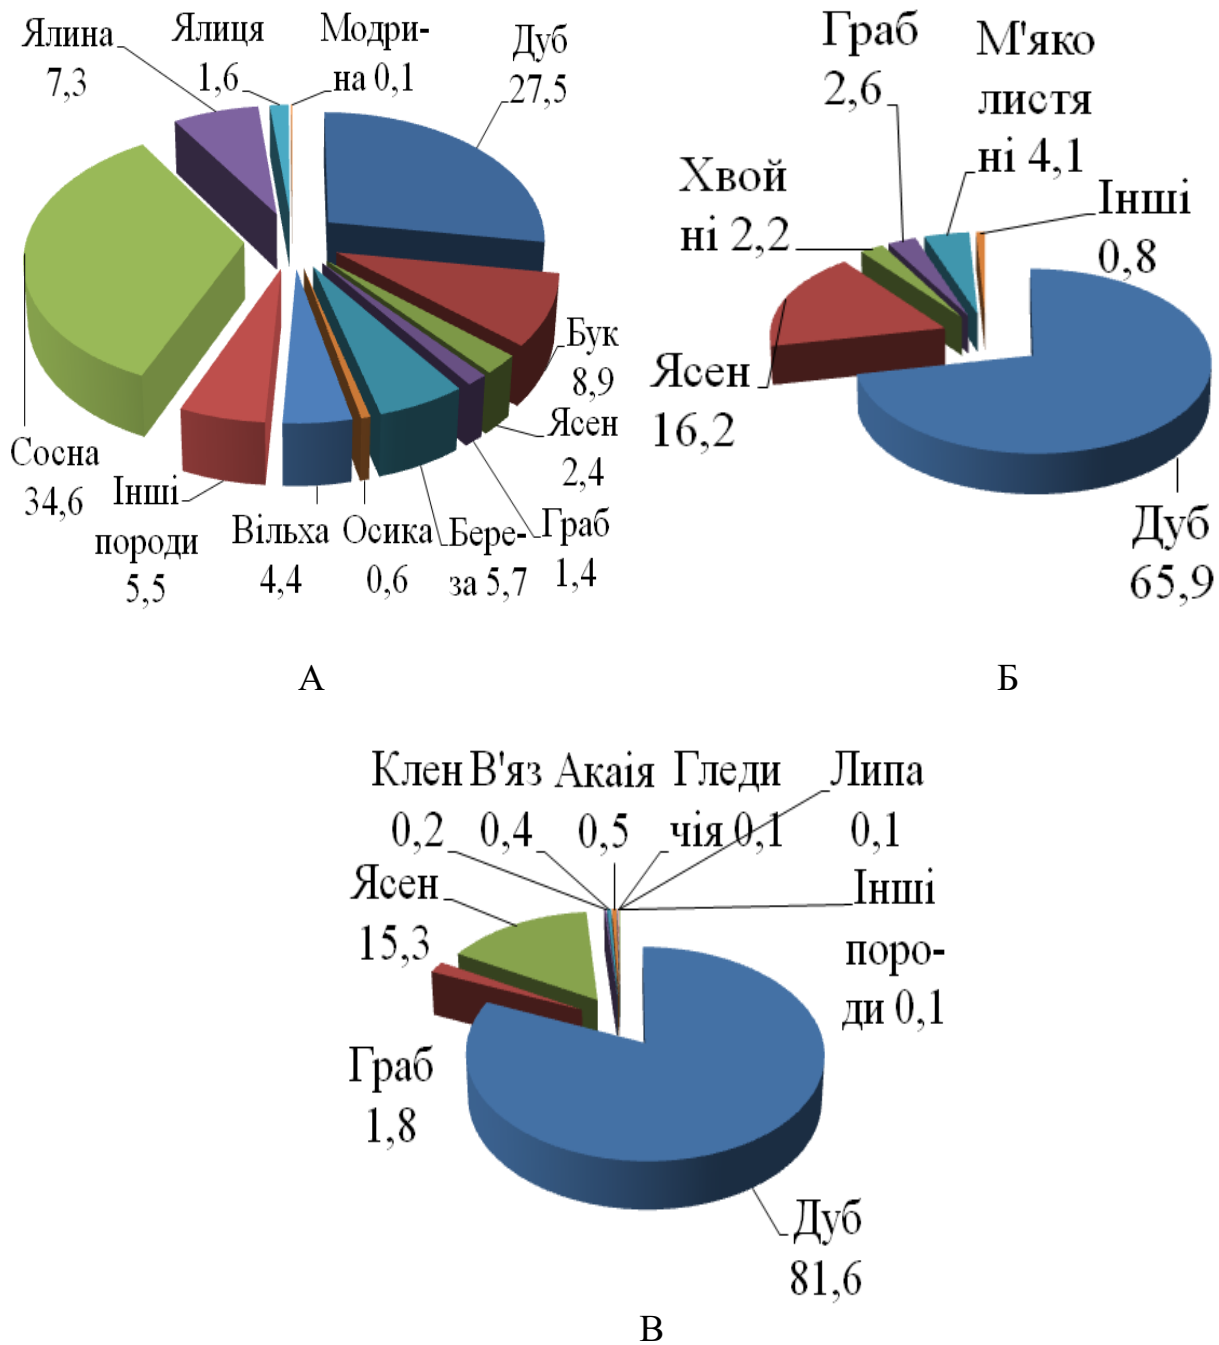 Ялина
7,3
Ялиця
1,6
Модри-
на 0,1
Дуб
27,5
Бук
8,9
Ясен
2,4
Граб
1,4
Бере-
за 5,7
Осика
0,6
Вільха
4,4
Інші
породи
5,5
Сосна
34,6
А
Граб
2,6
М'яко
листя
ні 4,1
Хвой
ні 2,2
Інші
0,8
Ясен
16,2
Дуб
65,9
Б
Клен
0,2
В'яз
0,4
Акаія
0,5
Гледи
чія 0,1
Липа
0,1
Ясен
15,3
Інші
поро-
ди 0,1
Граб
1,8
Дуб
81,6
В